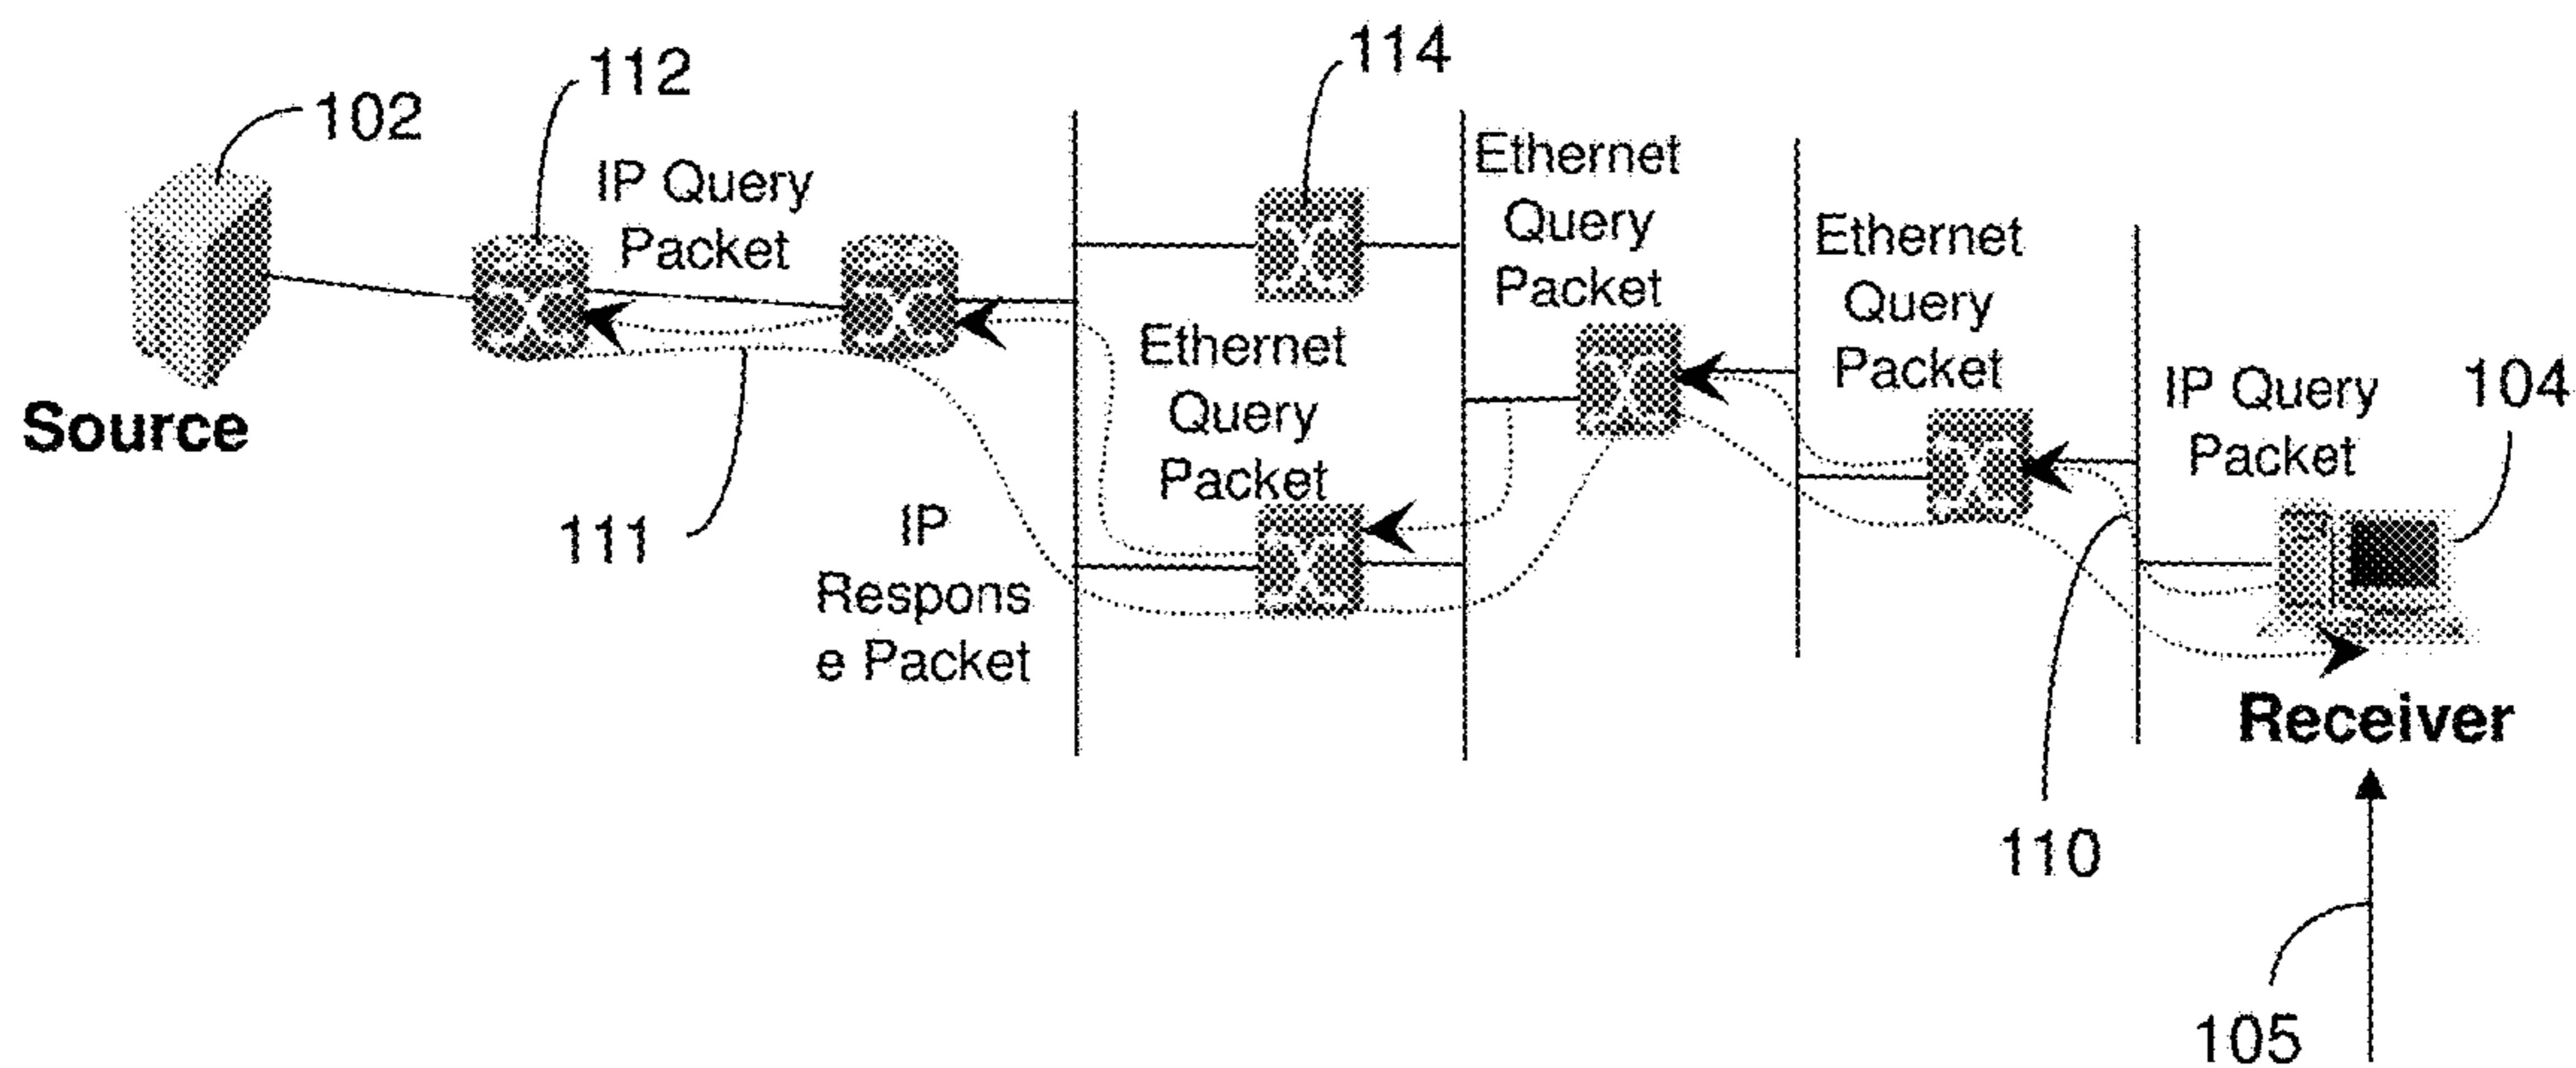 114
112
102
IP Query
Packet
Ethernet
Query
Packet
Ethernet
Query
Packet
Ethernet
Query
Packet
IP Query
Packet
104
Source
111
IP
Respons
e Packet
Receiver
110
105